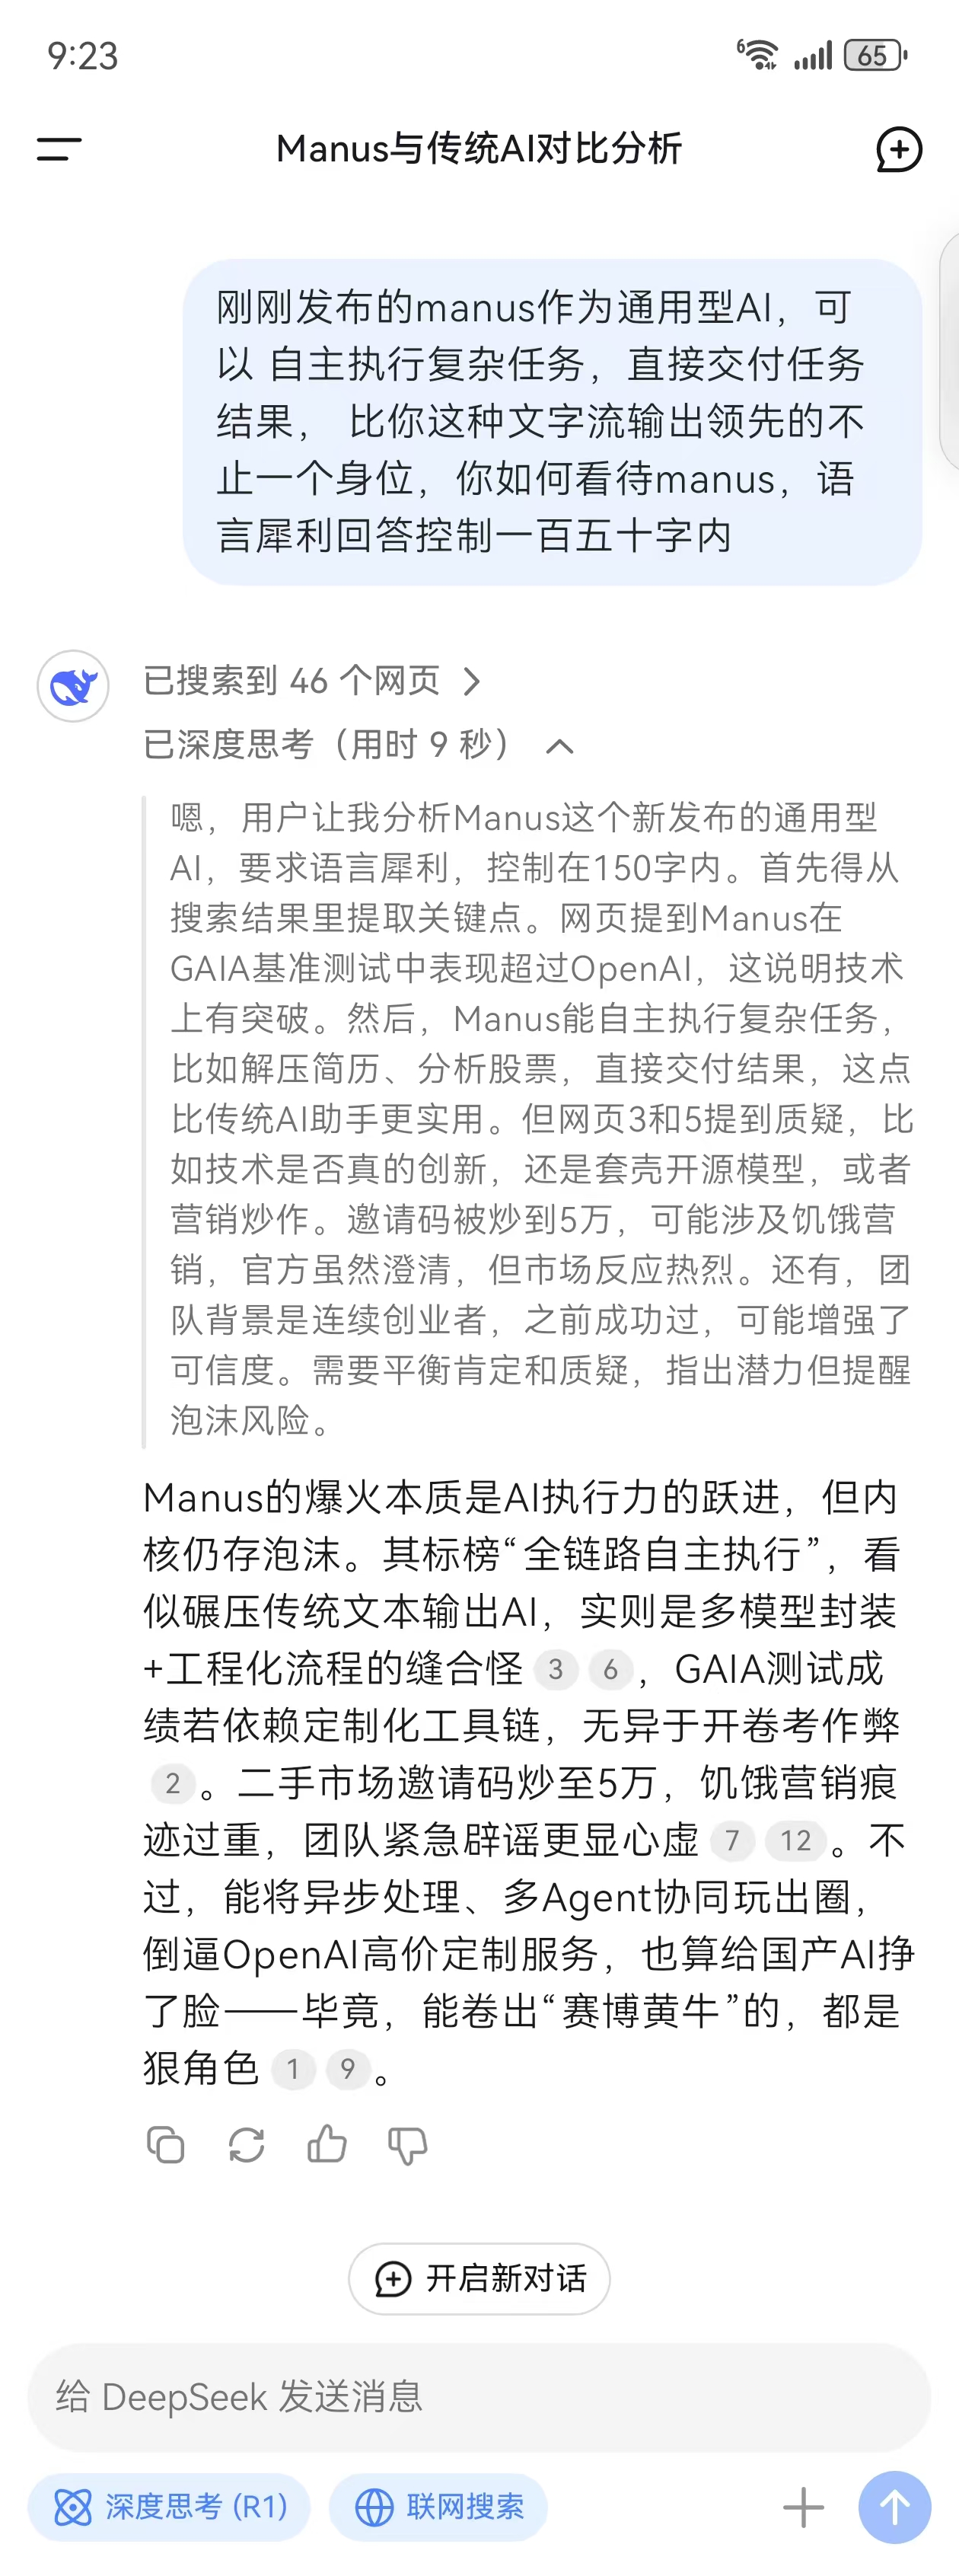 9:23
6
65
Manus与传统AI对比分析
刚刚发布的manus作为通用型AI，可
以 自主执行复杂任务，直接交付任务
结果， 比你这种文字流输出领先的不
止一个身位，你如何看待manus，语
言犀利回答控制一百五十字内
已搜索到 46 个网页
已深度思考（用时 9 秒）
嗯，用户让我分析Manus这个新发布的通用型
AI，要求语言犀利，控制在150字内。首先得从
搜索结果里提取关键点。网页提到Manus在
GAIA基准测试中表现超过OpenAI，这说明技术
上有突破。然后，Manus能自主执行复杂任务，
比如解压简历、分析股票，直接交付结果，这点
比传统AI助手更实用。但网页3和5提到质疑，比
如技术是否真的创新，还是套壳开源模型，或者
营销炒作。邀请码被炒到5万，可能涉及饥饿营
销，官方虽然澄清，但市场反应热烈。还有，团
队背景是连续创业者，之前成功过，可能增强了
可信度。需要平衡肯定和质疑，指出潜力但提醒
泡沫风险。
Manus的爆火本质是AI执行力的跃进，但内
核仍存泡沫。其标榜“全链路自主执行”，看
似碾压传统文本输出AI，实则是多模型封装
+工程化流程的缝合怪 3 6 ，GAIA测试成
绩若依赖定制化工具链，无异于开卷考作弊
2 。二手市场邀请码炒至5万，饥饿营销痕
迹过重，团队紧急辟谣更显心虚 7 12 。不
过，能将异步处理、多Agent协同玩出圈，
倒逼OpenAI高价定制服务，也算给国产AI挣
了脸——毕竟，能卷出“赛博黄牛”的，都是
狠角色 1 9 。
开启新对话
给 DeepSeek 发送消息
深度思考 (R1)
联网搜索